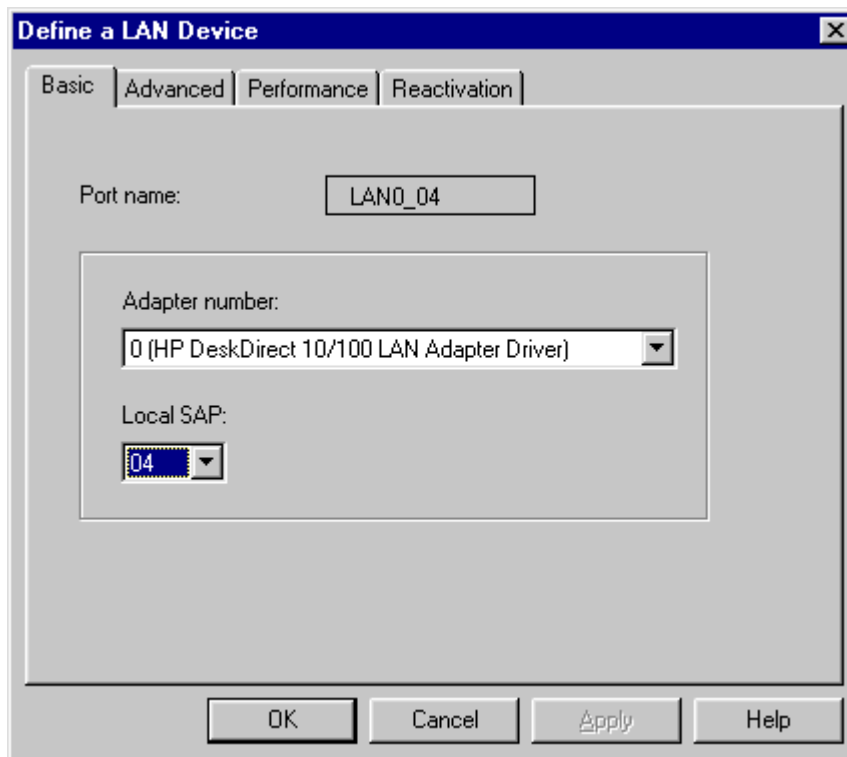 Define a LAN Device
Basic Advanced Performance Reactivation
Port name: LAN0_04
Adapter number:
0 (HP DeskDirect 10/100 LAN Adapter Driver)
Local SAP:
04
OK Cancel Apply Help